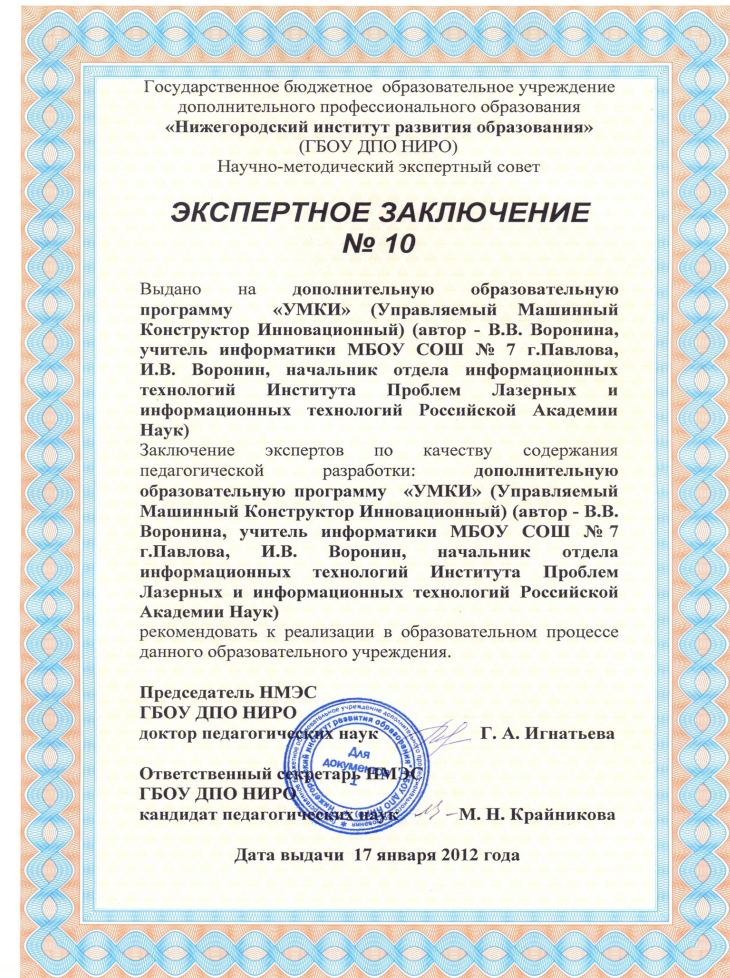 Государственное бюджетное образовательное учреждение
дополнительного профессионального образования
«Нижегородский институт развития образования»
(ГБОУ ДПО НИРО)
Научно-методический экспертный совет
ЭКСПЕРТНОЕ ЗАКЛЮЧЕНИЕ
№ 10
Выдано на дополнительную образовательную
программу «УМКИ» (Управляемый Машинный
Конструктор Инновационный) (автор - В.В. Воронина,
учитель информатики МБОУ СОШ № 7 г.Павлова,
И.В. Воронин, начальник отдела информационных
технологий Института Проблем Лазерных и
информационных технологий Российской Академии
Наук)
Заключение экспертов по качеству содержания
педагогической разработки: дополнительную
образовательную программу «УМКИ» (Управляемый
Машинный Конструктор Инновационный) (автор - В.В.
Воронина, учитель информатики МБОУ СОШ № 7
г.Павлова, И.В. Воронин, начальник отдела
информационных технологий Института Проблем
Лазерных и информационных технологий Российской
Академии Наук)
рекомендовать к реализации в образовательном процессе
данного образовательного учреждения.
Председатель НМЭС
ГБОУ ДПО НИРО
доктор педагогических наук Г. А. Игнатьева
Ответственный секретарь НМЭС
ГБОУ ДПО НИРО
кандидат педагогических наук М. Н. Крайникова
Для
документов
1
Дата выдачи 17 января 2012 года